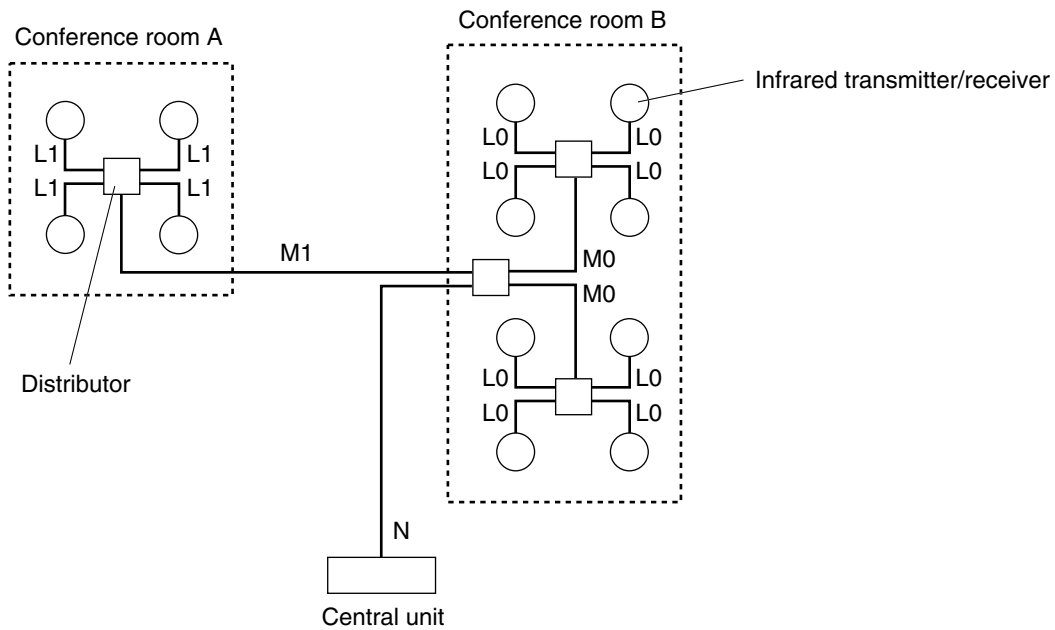 Conference room B
Conference room A
Infrared transmitter/receiver
L0 L0
L1 L1
L0 L0
L1 L1
M1
M0
M0
L0 L0
Distributor
L0 L0
N
Central unit